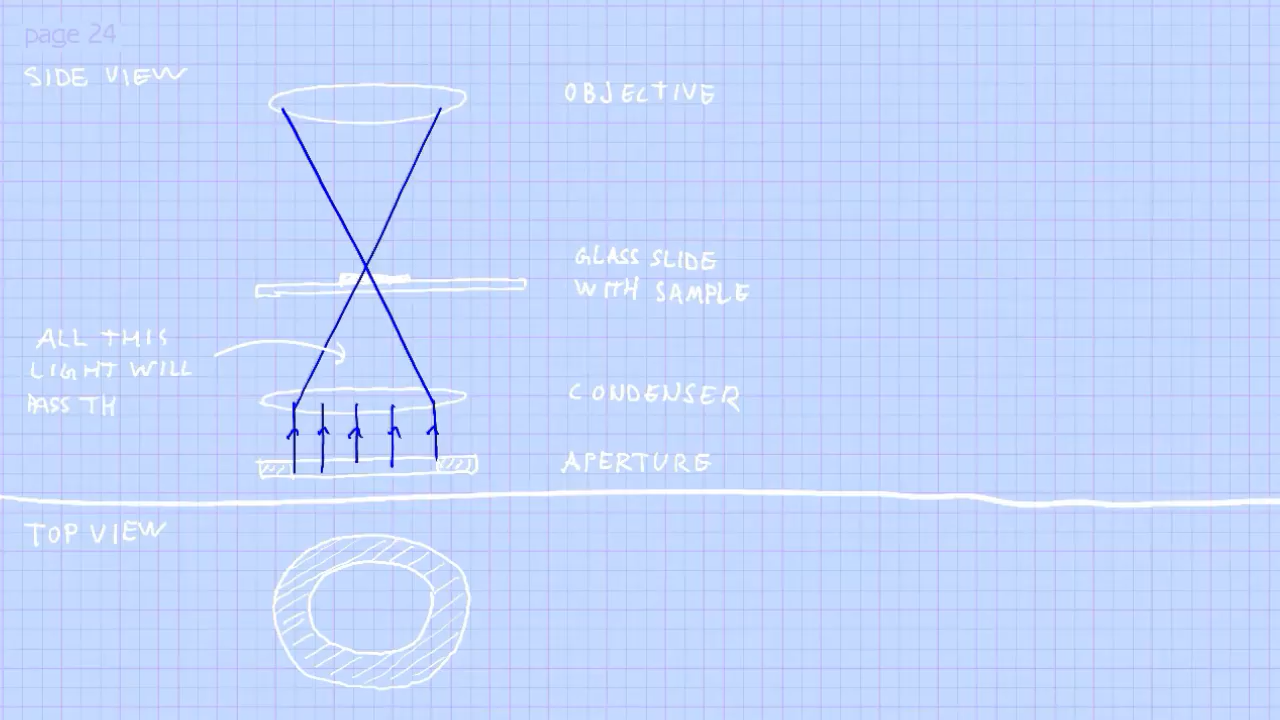 page 24
SIDE VIEW
OBJECTIVE
GLASS SLIDE
WITH SAMPLE
ALL THIS
LIGHT WILL
PASS TH
CONDENSER
APERTURE
TOP VIEW